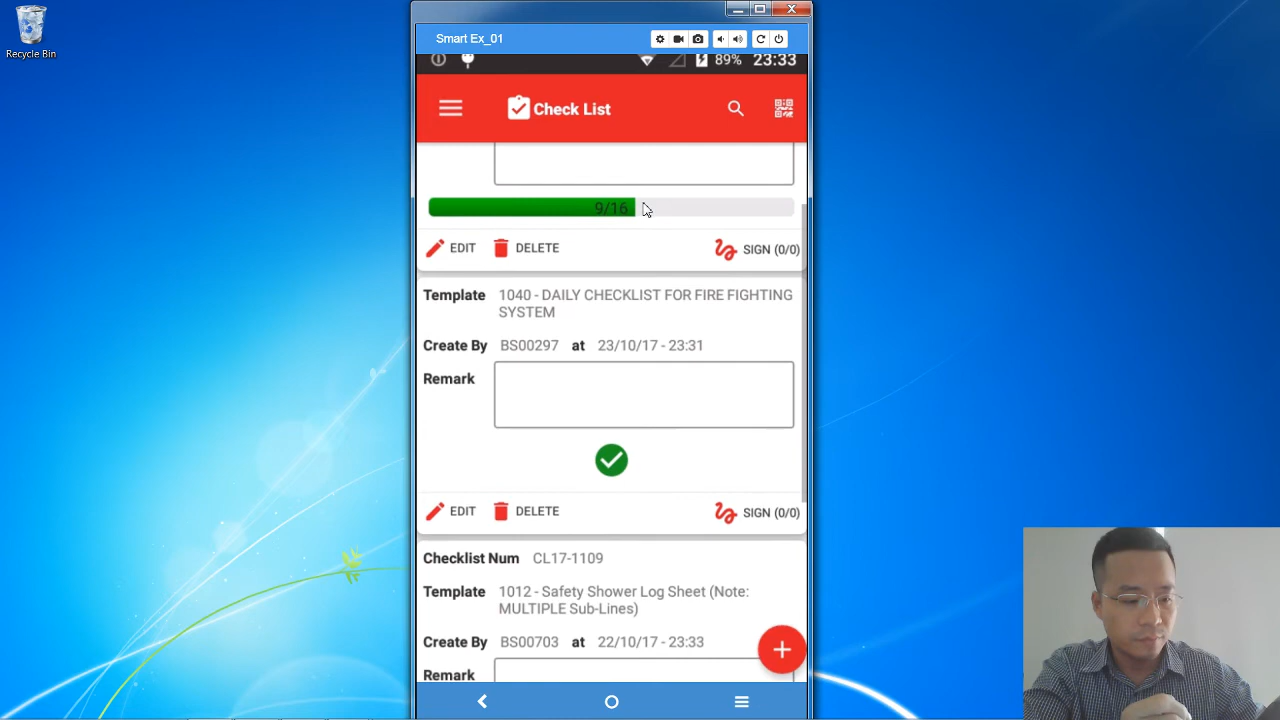 Recycle Bin
Smart Ex_01
89% 23:33
Check List
9/16
EDIT DELETE SIGN (0/0)
Template 1040 - DAILY CHECKLIST FOR FIRE FIGHTING
SYSTEM
Create By BS00297 at 23/10/17 - 23:31
Remark
EDIT DELETE SIGN (0/0)
Checklist Num CL17-1109
Template 1012 - Safety Shower Log Sheet (Note:
MULTIPLE Sub-Lines)
Create By BS00703 at 22/10/17 - 23:33
Remark